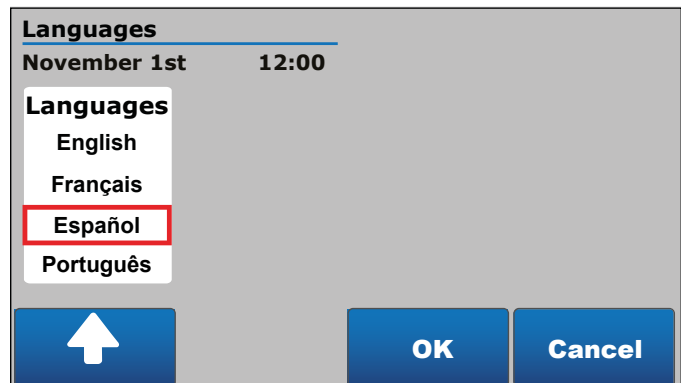 Languages
November 1st 12:00
Languages
English
Français
Español
Português
OK Cancel